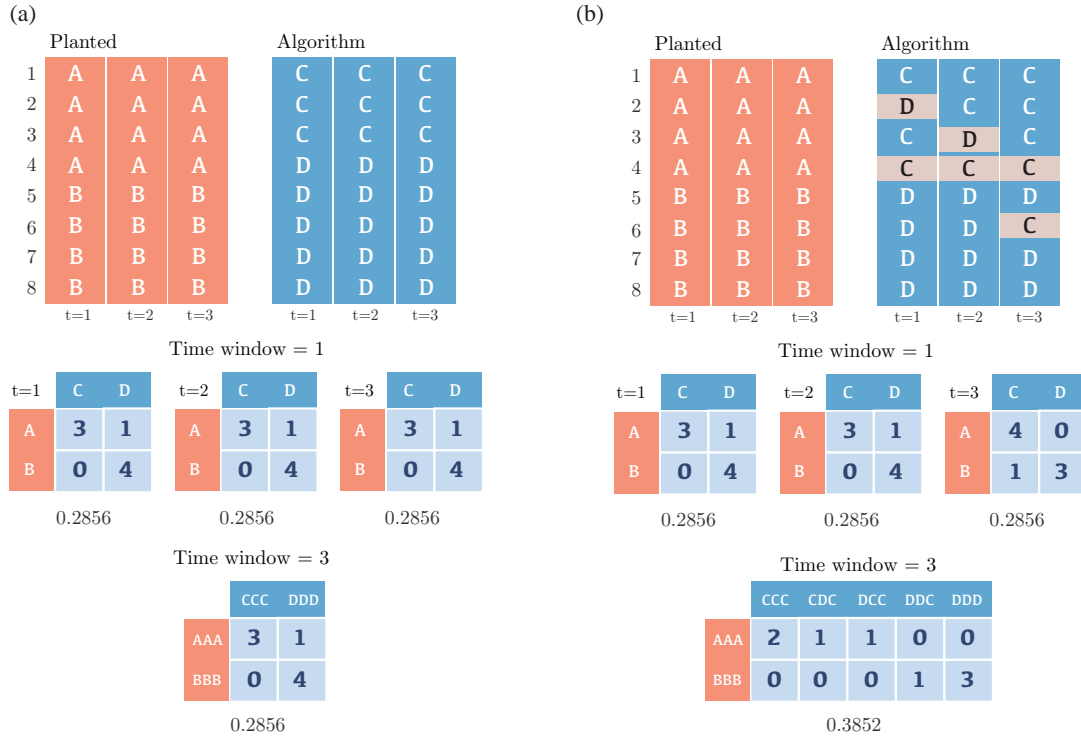 (a)
Planted Algorithm
1 A A A C C C
2 A A A C C C
3 A A A C C C
4 A A A D D D
5 B B B D D D
6 B B B D D D
7 B B B D D D
8 B B B D D D
t=1 t=2 t=3 t=1 t=2 t=3
Time window = 1
t=1 C D t=2 C D t=3 C D
A 3 1 A 3 1 A 3 1
B 0 4 B 0 4 B 0 4
0.2856 0.2856 0.2856
Time window = 3
CCC DDD
AAA 3 1
BBB 0 4
0.2856
(b)
Planted Algorithm
1 A A A C C C
2 A A A D C C
3 A A A C D C
4 A A A C C C
5 B B B D D D
6 B B B D D C
7 B B B D D D
8 B B B D D D
t=1 t=2 t=3 t=1 t=2 t=3
Time window = 1
t=1 C D t=2 C D t=3 C D
A 3 1 A 3 1 A 4 0
B 0 4 B 0 4 B 1 3
0.2856 0.2856 0.2856
Time window = 3
CCC CDC DCC DDC DDD
AAA 2 1 1 0 0
BBB 0 0 0 1 3
0.3852